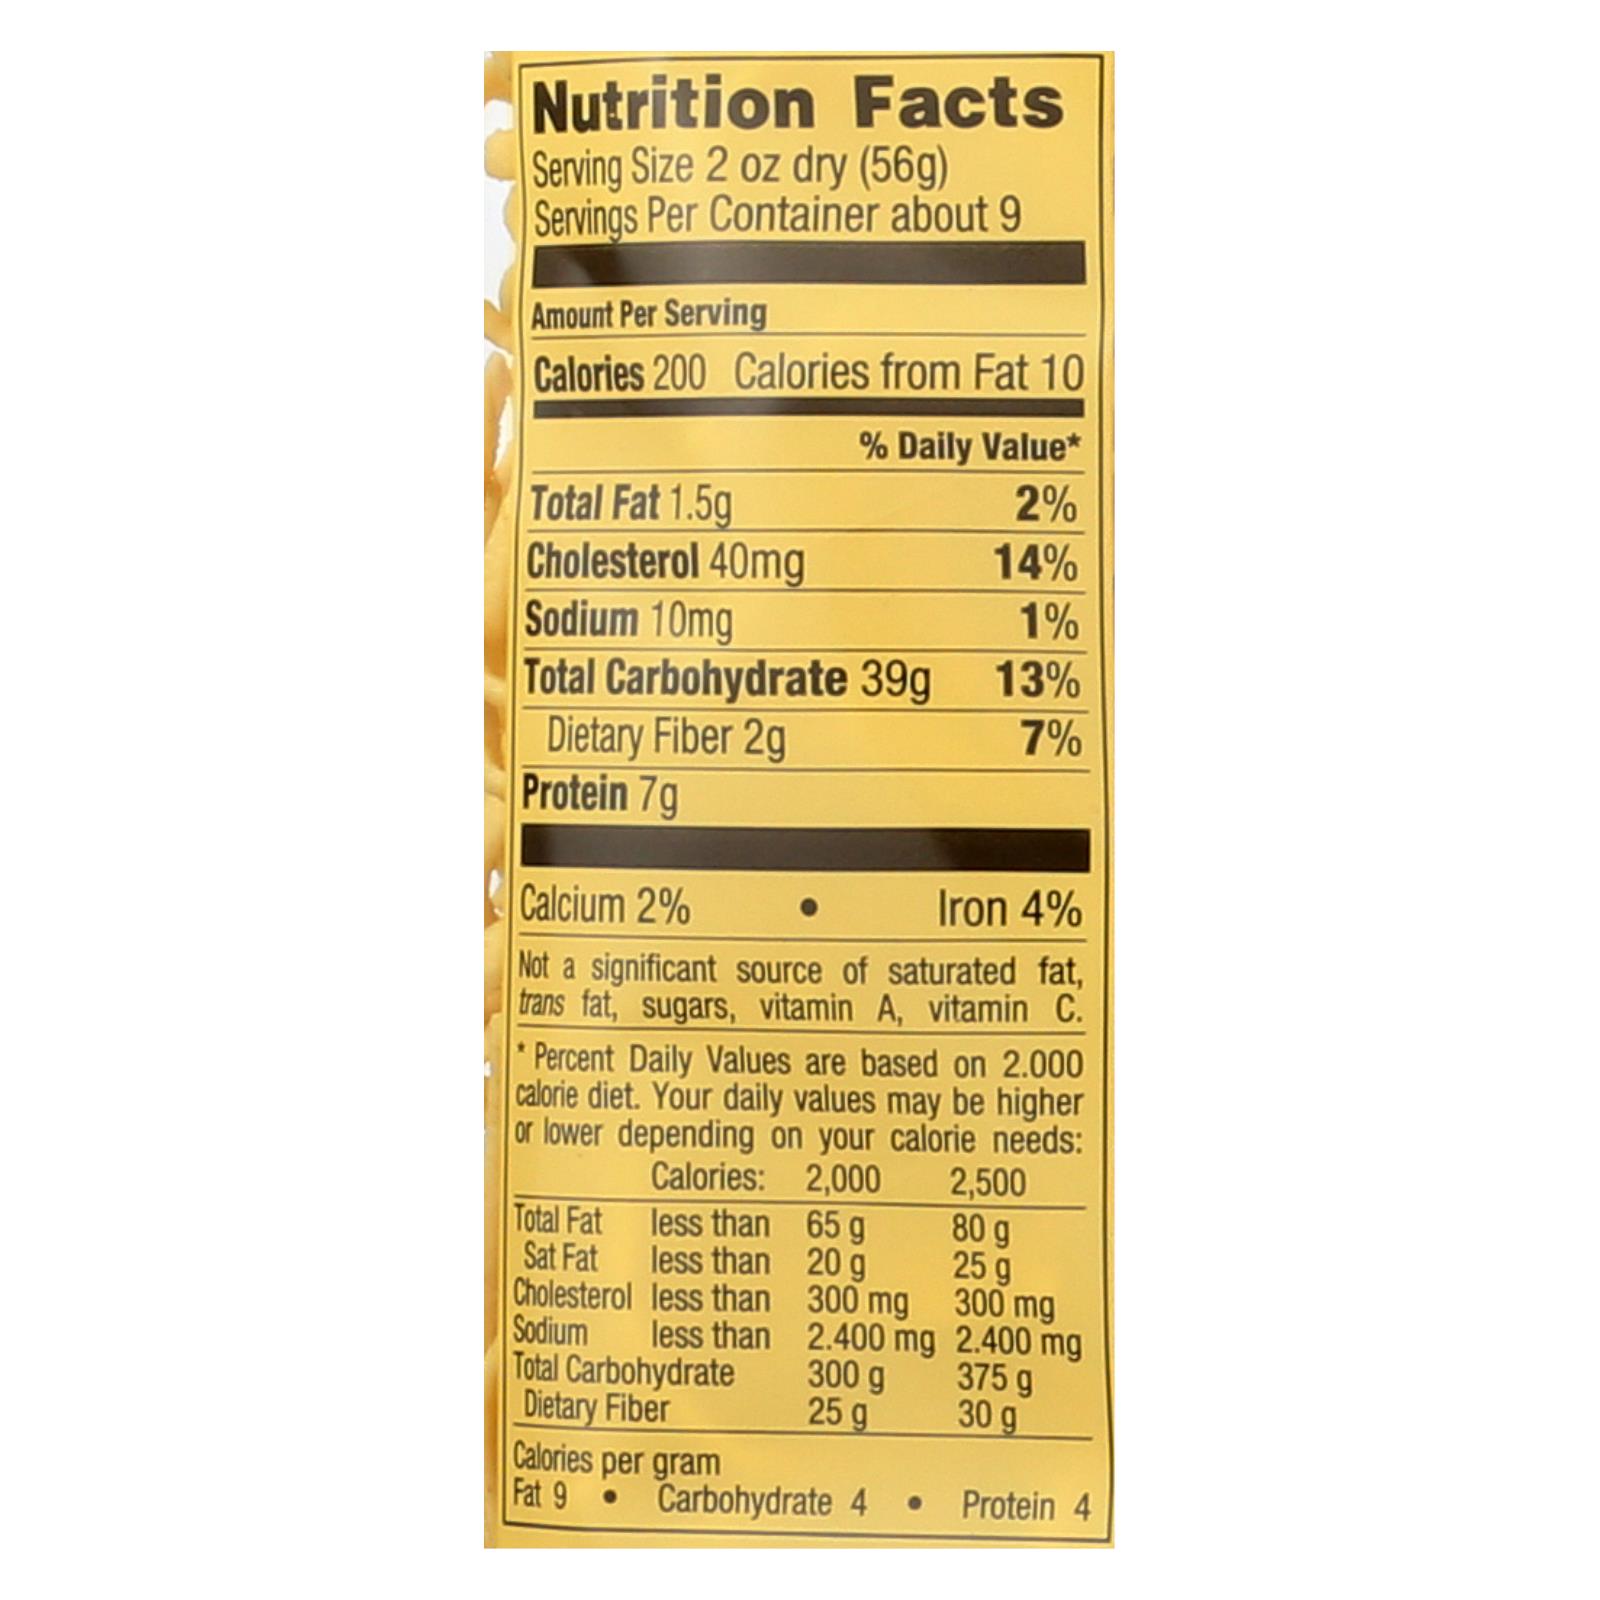 Nutrition Facts
Serving Size 2 oz dry (56g)
Servings Per Container about 9
Amount Per Serving
Calories 200 Calories from Fat 10
% Daily Value*
Total Fat 1.5g 2%
Cholesterol 40mg 14%
Sodium 10mg 1%
Total Carbohydrate 39g 13%
Dietary Fiber 2g 7%
Protein 7g
Calcium 2% • Iron 4%
Not a significant source of saturated fat,
trans fat, sugars, vitamin A, vitamin C.
* Percent Daily Values are based on 2.000
calorie diet. Your daily values may be higher
or lower depending on your calorie needs:
Calories: 2,000 2,500
Total Fat less than 65 g 80 g
Sat Fat less than 20 g 25 g
Cholesterol less than 300 mg 300 mg
Sodium less than 2.400 mg 2.400 mg
Total Carbohydrate 300 g 375 g
Dietary Fiber 25 g 30 g
Calories per gram
Fat 9 • Carbohydrate 4 • Protein 4